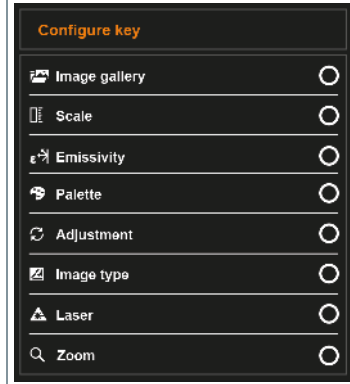 Configure key
Image gallery
Scale
ε Emissivity
Palette
Adjustment
Image type
Laser
Zoom